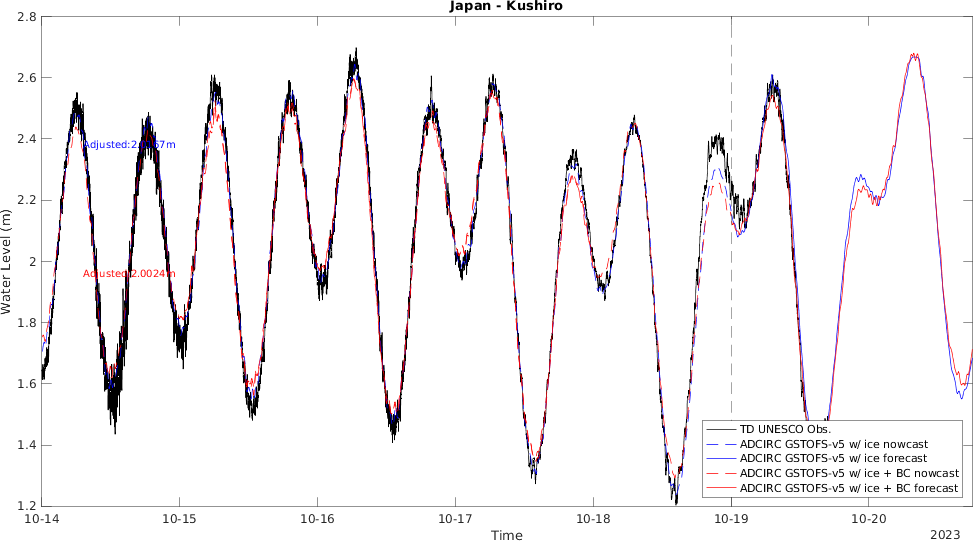 Japan - Kushiro
2.8
2.6
2.4
2.2
2
1.8
1.6
1.4
1.2
Water Level (m)
Adjusted:2.0024m
TD UNESCO Obs.
ADCIRC GSTOFS-v5 w/ ice nowcast
ADCIRC GSTOFS-v5 w/ ice forecast
ADCIRC GSTOFS-v5 w/ ice + BC nowcast
ADCIRC GSTOFS-v5 w/ ice + BC forecast
10-14 10-15 10-16 10-17 10-18 10-19 10-20
Time
2023